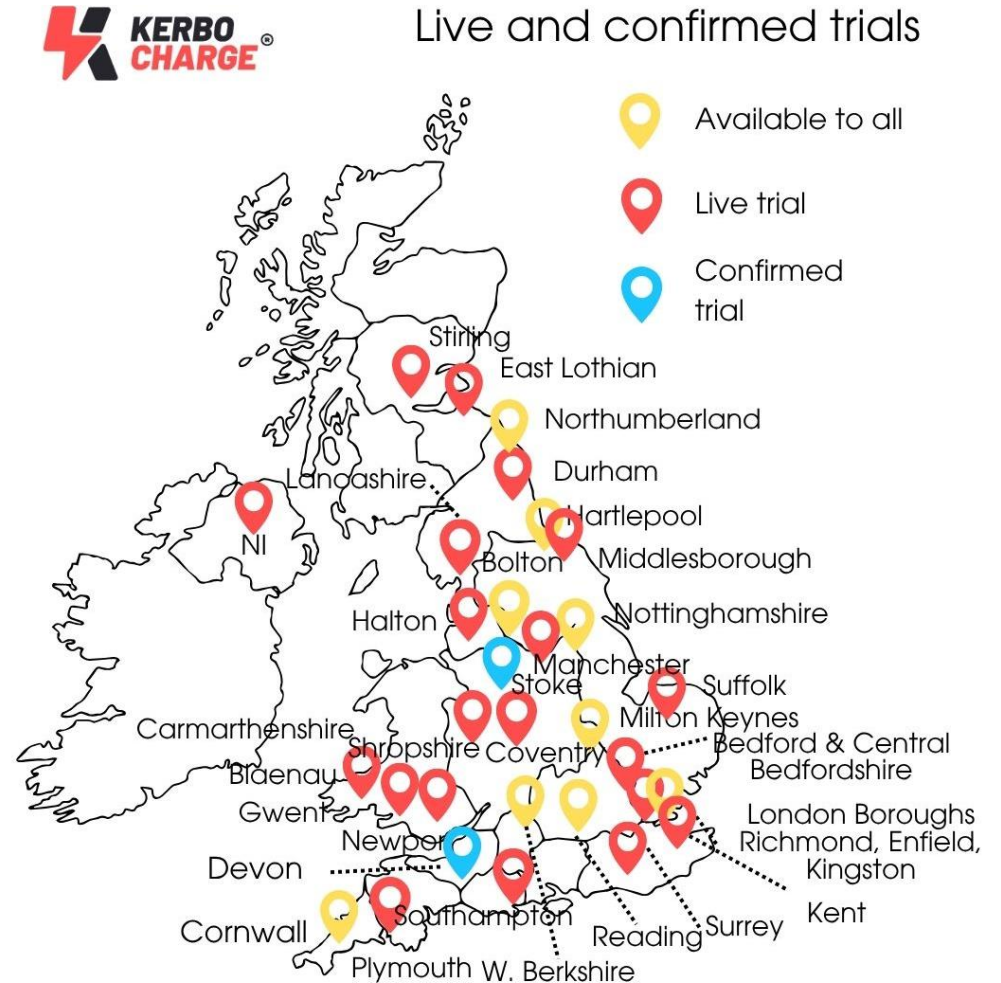 KERBO
CHARGE®
Live and confirmed trials
Available to all
Live trial
Confirmed
trial
Stirling
East Lothian
Northumberland
Durham
Lancashire
Hartlepool
NI
Bolton
Middlesborough
Halton
Nottinghamshire
Manchester
Stoke
Suffolk
Milton Keynes
Carmarthenshire
Shropshire
Coventry
Bedford & Central
Bedfordshire
Blaenau
Gwent
London Boroughs
Richmond, Enfield,
Kingston
Newport
Devon
Kent
Southampton
Cornwall
Surrey
Reading
Plymouth
W. Berkshire